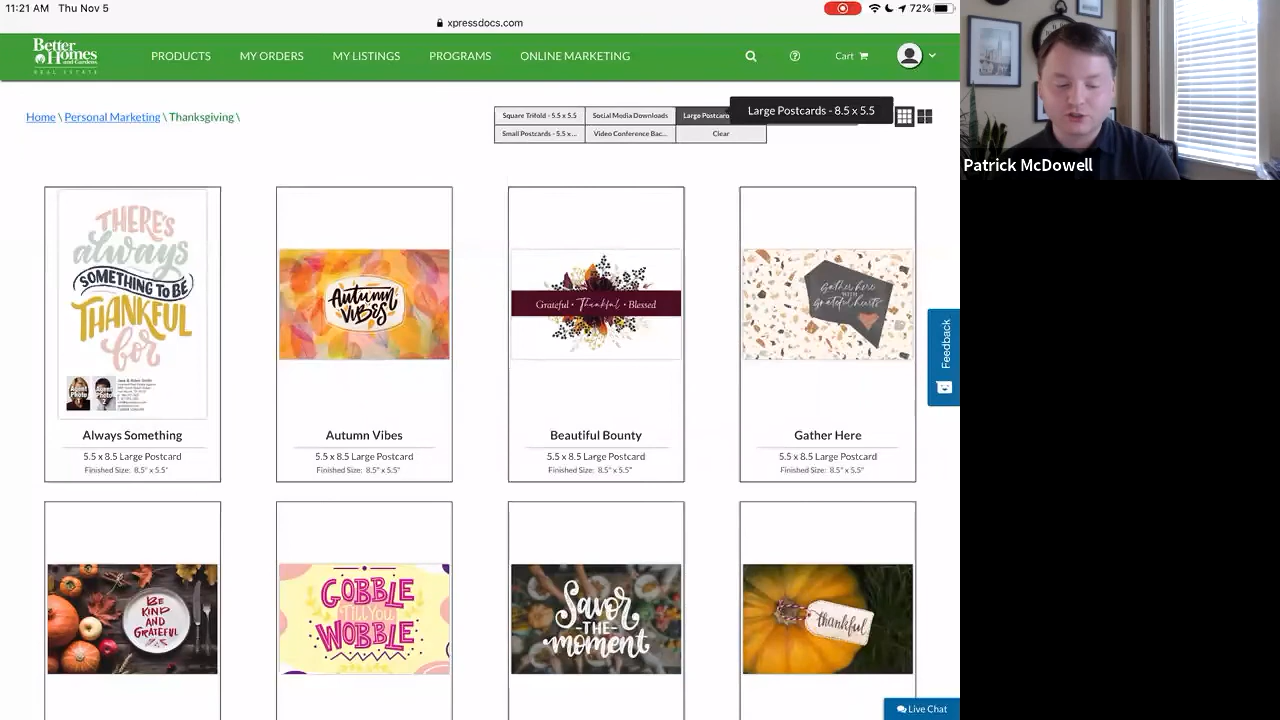 11:21 AM Thu Nov 5
72%
xpressdocs.com
Better
Homes
and Gardens
REAL ESTATE
PRODUCTS
MY ORDERS
MY LISTINGS
PROGRAMS
ONLINE MARKETING
Cart
Home \ Personal Marketing \ Thanksgiving \
Square Trifold - 5.5 x 5.5
Social Media Downloads
Large Postcard
Large Postcards - 8.5 x 5.5
Small Postcards - 5.5 x...
Video Conference Bac...
Clear
Patrick McDowell
THERE'S
always
SOMETHING TO BE
THANKFUL
for
Agent Photo
Agent Photo 2
Autumn
VIBES
Grateful • Thankful • Blessed
gather here
WITH
grateful hearts
Always Something
5.5 x 8.5 Large Postcard
Finished Size: 8.5" x 5.5"
Autumn Vibes
5.5 x 8.5 Large Postcard
Finished Size: 8.5" x 5.5"
Beautiful Bounty
5.5 x 8.5 Large Postcard
Finished Size: 8.5" x 5.5"
Gather Here
5.5 x 8.5 Large Postcard
Finished Size: 8.5" x 5.5"
Feedback
BE
KIND
AND
GRATEFUL
GOBBLE
TILL YOU
WOBBLE
Savor
-THE-
moment
thankful
Live Chat